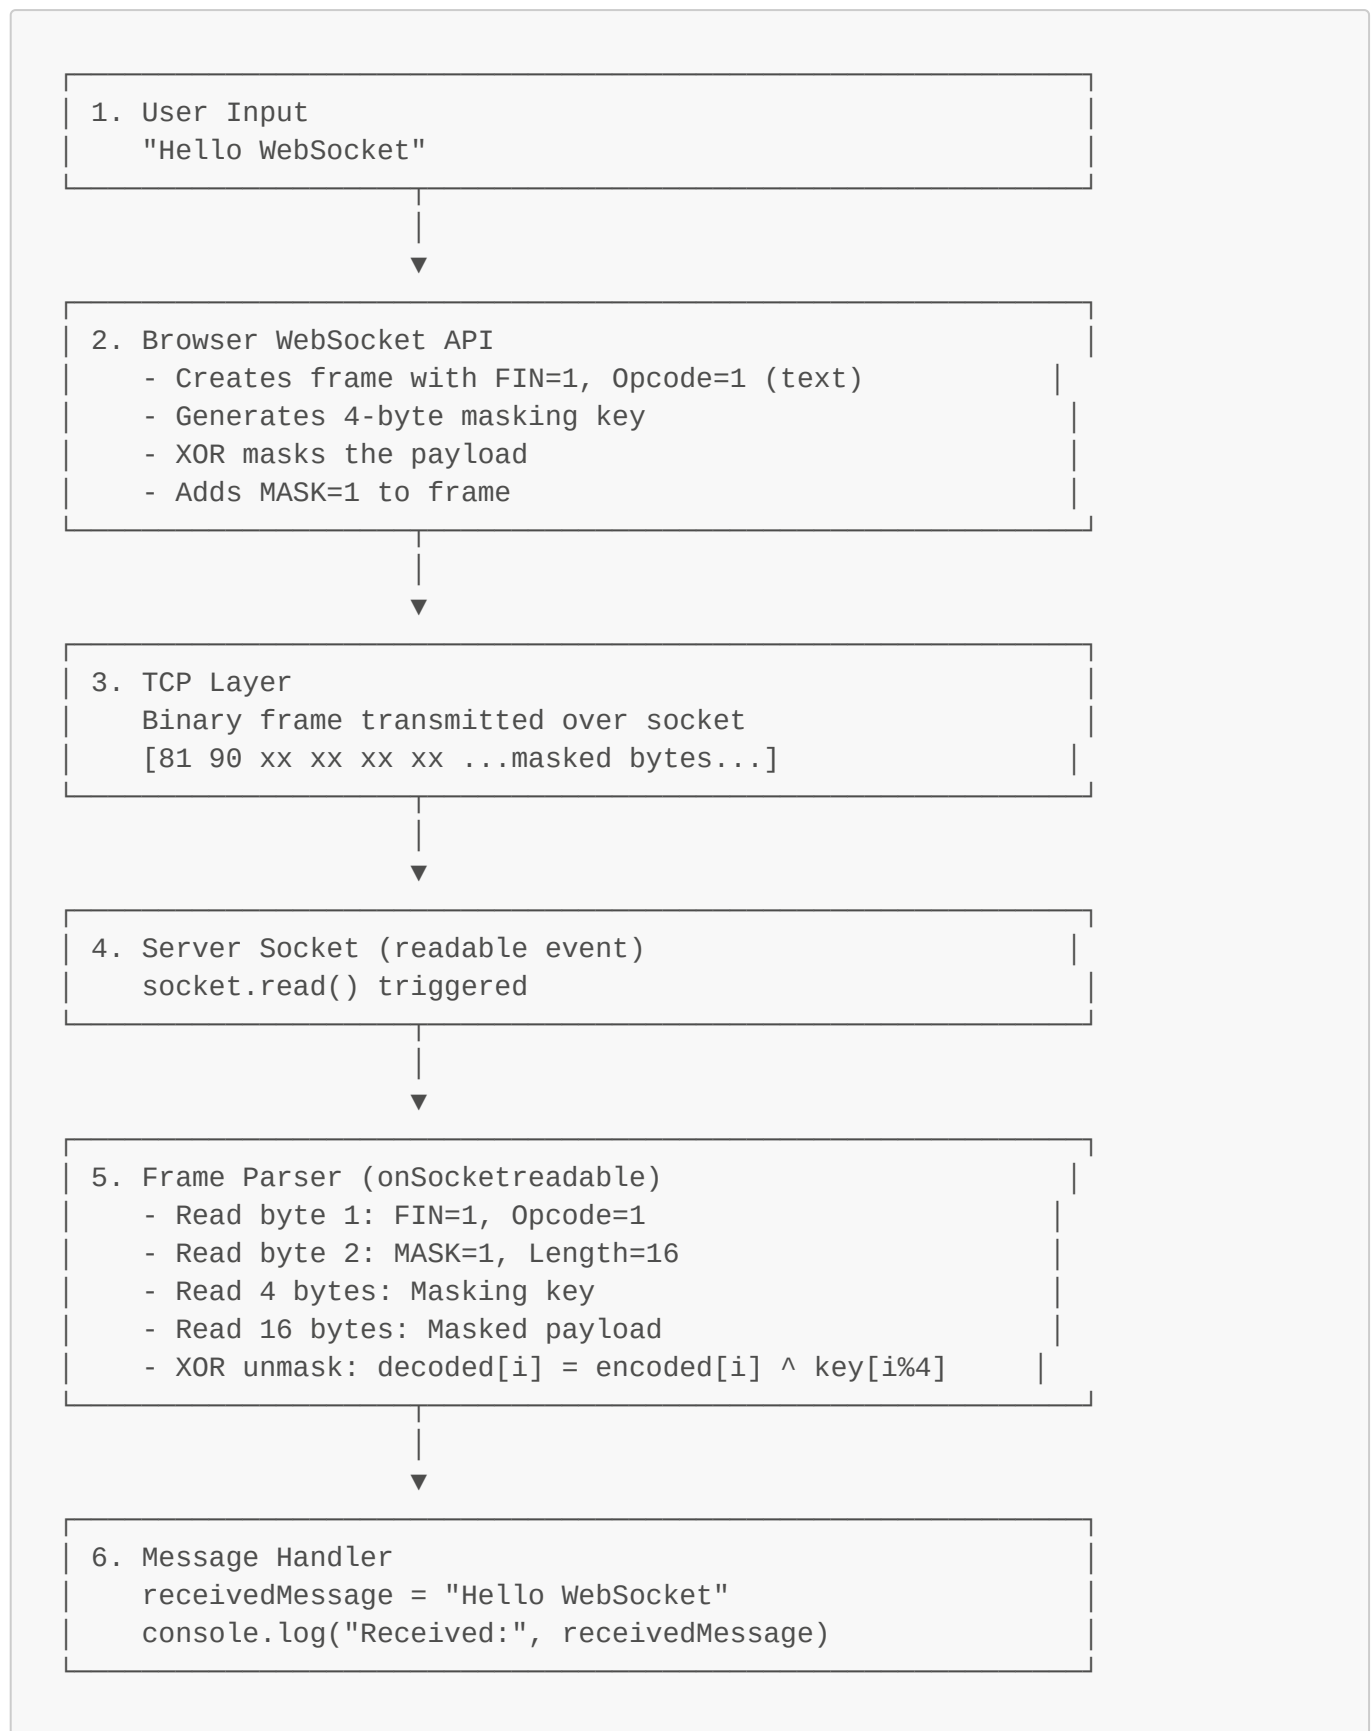 1. User Input
"Hello WebSocket"
▼
2. Browser WebSocket API
- Creates frame with FIN=1, Opcode=1 (text)
- Generates 4-byte masking key
- XOR masks the payload
- Adds MASK=1 to frame
▼
3. TCP Layer
Binary frame transmitted over socket
[81 90 xx xx xx xx ...masked bytes...]
▼
4. Server Socket (readable event)
socket.read() triggered
▼
5. Frame Parser (onSocketreadable)
- Read byte 1: FIN=1, Opcode=1
- Read byte 2: MASK=1, Length=16
- Read 4 bytes: Masking key
- Read 16 bytes: Masked payload
- XOR unmask: decoded[i] = encoded[i] ^ key[i%4]
▼
6. Message Handler
receivedMessage = "Hello WebSocket"
console.log("Received:", receivedMessage)